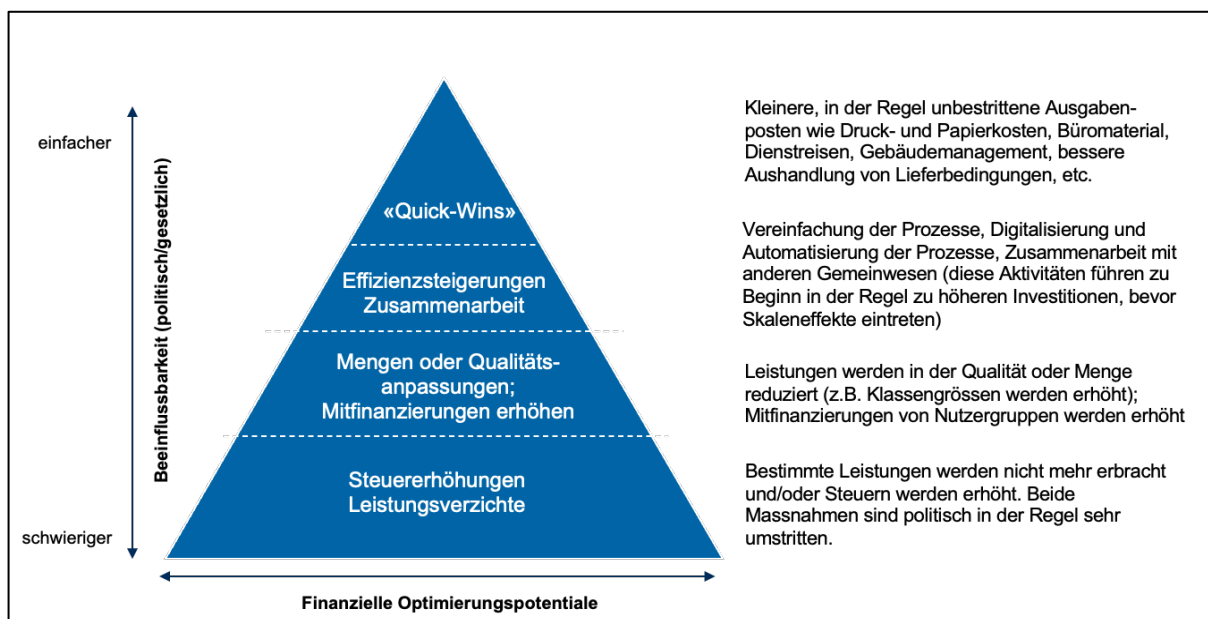 einfacher
schwieriger
Beeinflussbarkeit (politisch/gesetzlich)
«Quick-Wins»
Effizienzsteigerungen
Zusammenarbeit
Mengen oder Qualitäts-
anpassungen;
Mitfinanzierungen erhöhen
Steuererhöhungen
Leistungsverzichte
Finanzielle Optimierungspotentiale
Kleinere, in der Regel unbestrittene Ausgaben-
posten wie Druck- und Papierkosten, Büromaterial,
Dienstreisen, Gebäudemanagement, bessere
Aushandlung von Lieferbedingungen, etc.
Vereinfachung der Prozesse, Digitalisierung und
Automatisierung der Prozesse, Zusammenarbeit mit
anderen Gemeinwesen (diese Aktivitäten führen zu
Beginn in der Regel zu höheren Investitionen, bevor
Skaleneffekte eintreten)
Leistungen werden in der Qualität oder Menge
reduziert (z.B. Klassengrössen werden erhöht);
Mitfinanzierungen von Nutzergruppen werden erhöht
Bestimmte Leistungen werden nicht mehr erbracht
und/oder Steuern werden erhöht. Beide
Massnahmen sind politisch in der Regel sehr
umstritten.